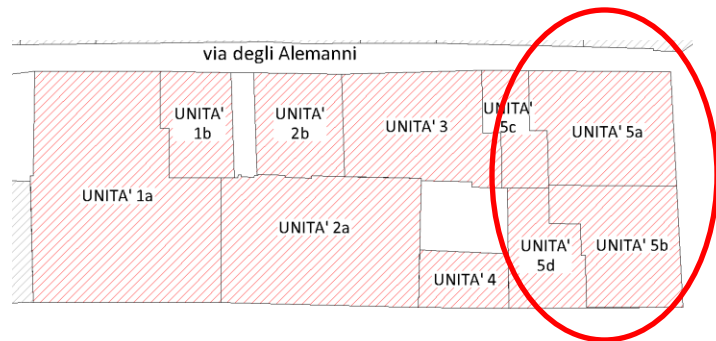 via degli Alemanni
UNITA'
1b
UNITA'
2b
UNITA' 3
UNITA'
5c
UNITA' 5a
UNITA' 1a
UNITA' 2a
UNITA' 4
UNITA'
5d
UNITA' 5b